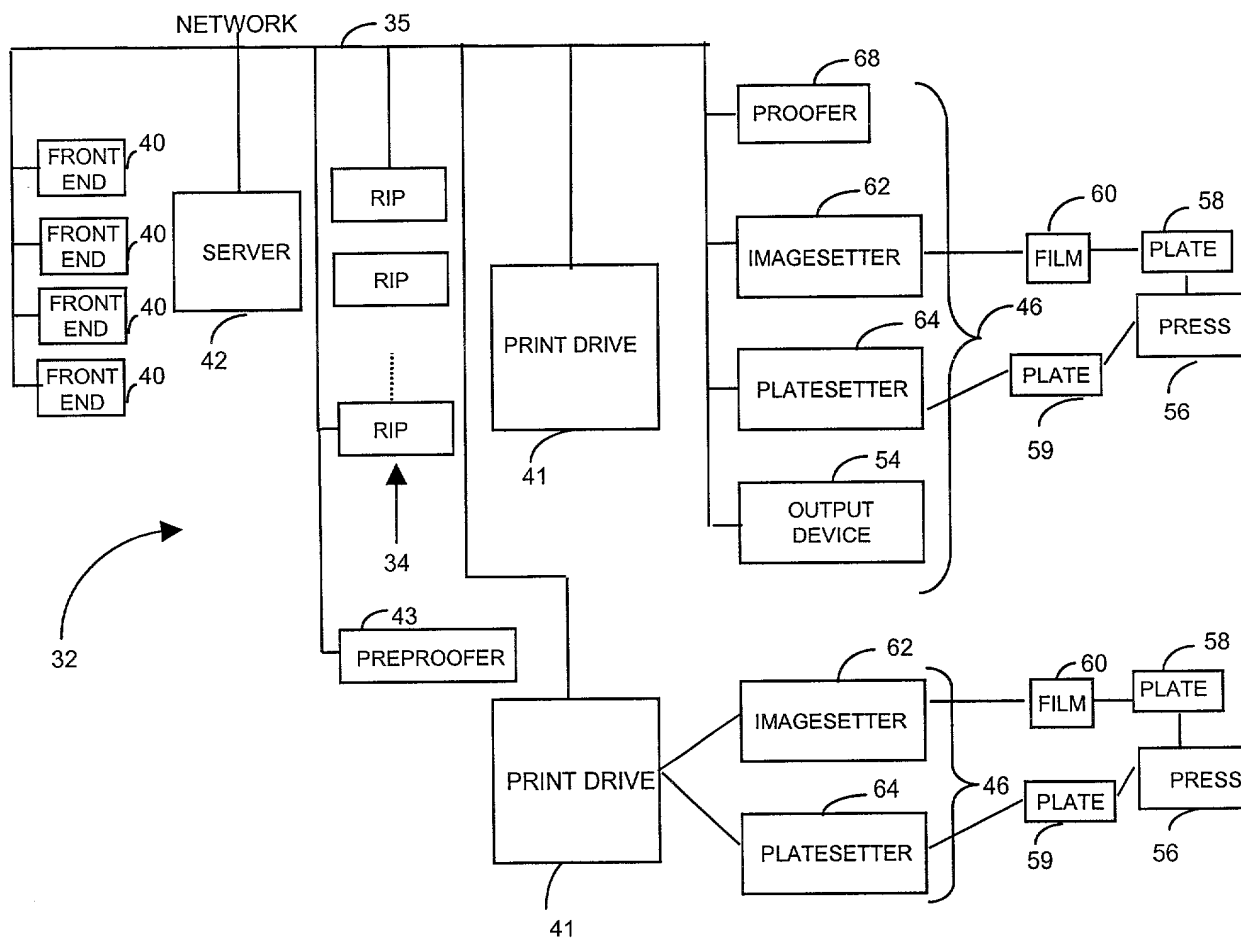 NETWORK
35
68
PROOFER
FRONT
END
40
FRONT
END
40
FRONT
END
40
FRONT
END
40
SERVER
42
RIP
RIP
RIP
34
PRINT DRIVE
41
62
IMAGESETTER
60
FILM
58
PLATE
64
PLATESETTER
46
PLATE
59
PRESS
56
54
OUTPUT
DEVICE
32
43
PREPROOFER
PRINT DRIVE
41
62
IMAGESETTER
60
FILM
58
PLATE
64
PLATESETTER
46
PLATE
59
PRESS
56